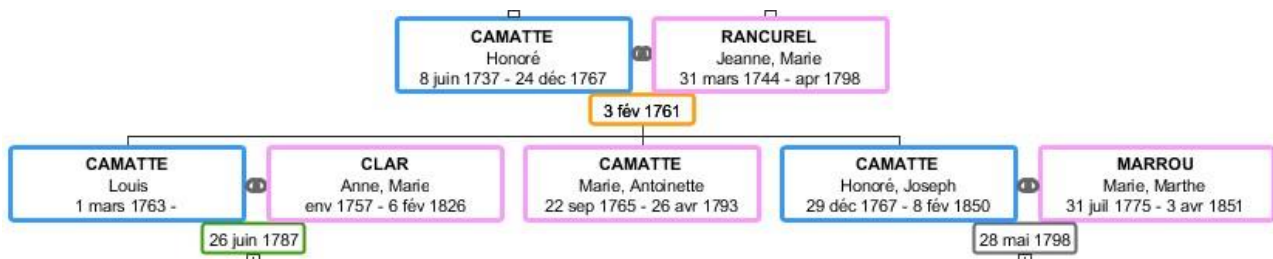 CAMATTE
Honoré
8 juin 1737 - 24 déc 1767
RANCUREL
Jeanne, Marie
31 mars 1744 - apr 1798
3 fév 1761
CAMATTE
Louis
1 mars 1763 -
CLAR
Anne, Marie
env 1757 - 6 fév 1826
CAMATTE
Marie, Antoinette
22 sep 1765 - 26 avr 1793
CAMATTE
Honoré, Joseph
29 déc 1767 - 8 fév 1850
MARROU
Marie, Marthe
31 juil 1775 - 3 avr 1851
26 juin 1787
28 mai 1798